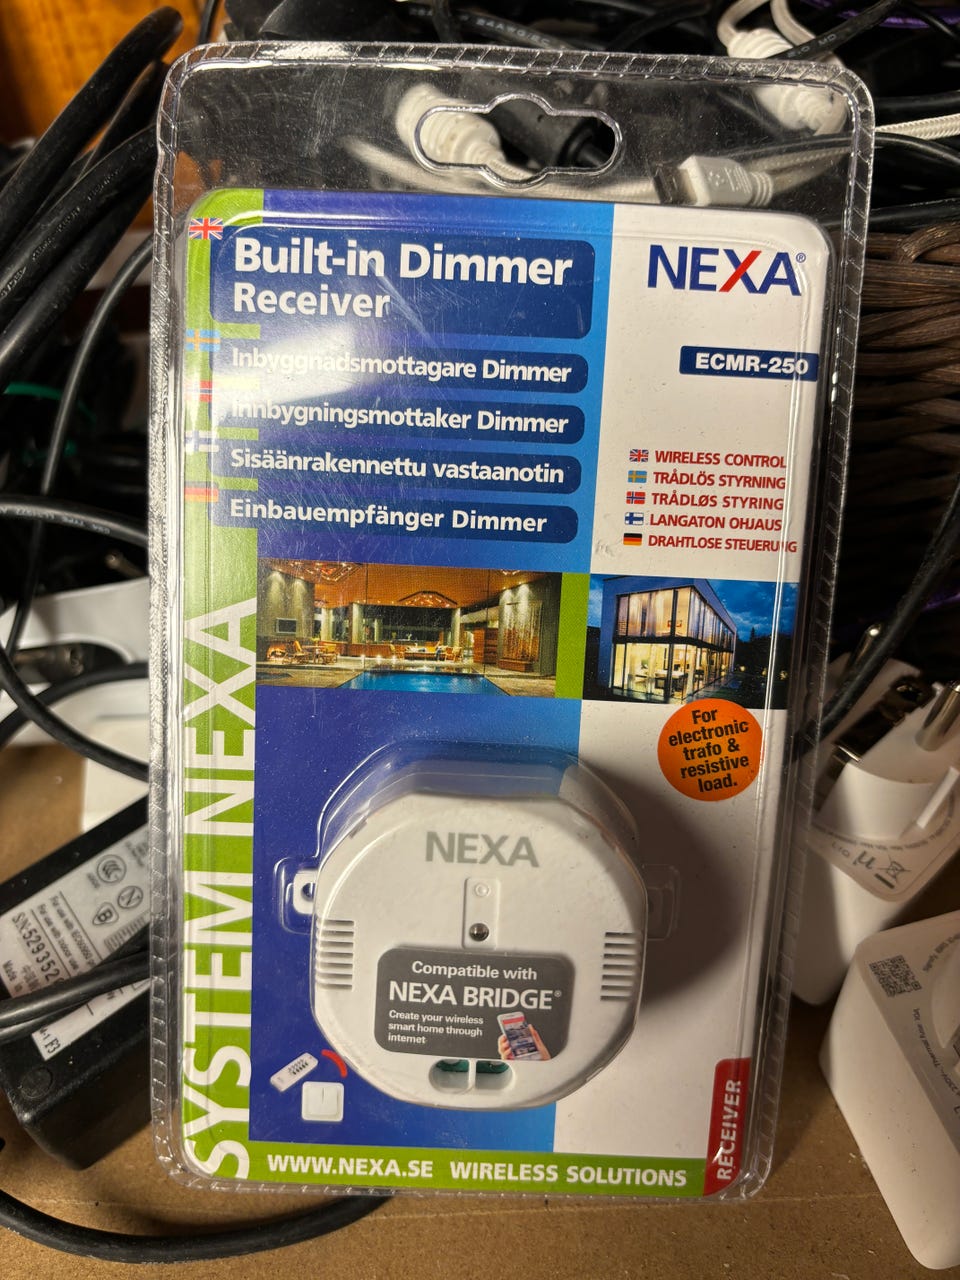 Built-in Dimmer
Receiver
NEXA®
ECMR-250
Inbyggnadsmottagare Dimmer
Innbygningsmottaker Dimmer
Sisäänrakennettu vastaanotin
Einbauempfänger Dimmer
WIRELESS CONTROL
TRÅDLÖS STYRNING
TRÅDLØS STYRING
LANGATON OHJAUS
DRAHTLOSE STEUERUNG
SYSTEM NEXA
For
electronic
trafo &
resistive
load.
NEXA
Compatible with
NEXA BRIDGE®
Create your wireless
smart home through
internet
RECEIVER
WWW.NEXA.SE WIRELESS SOLUTIONS